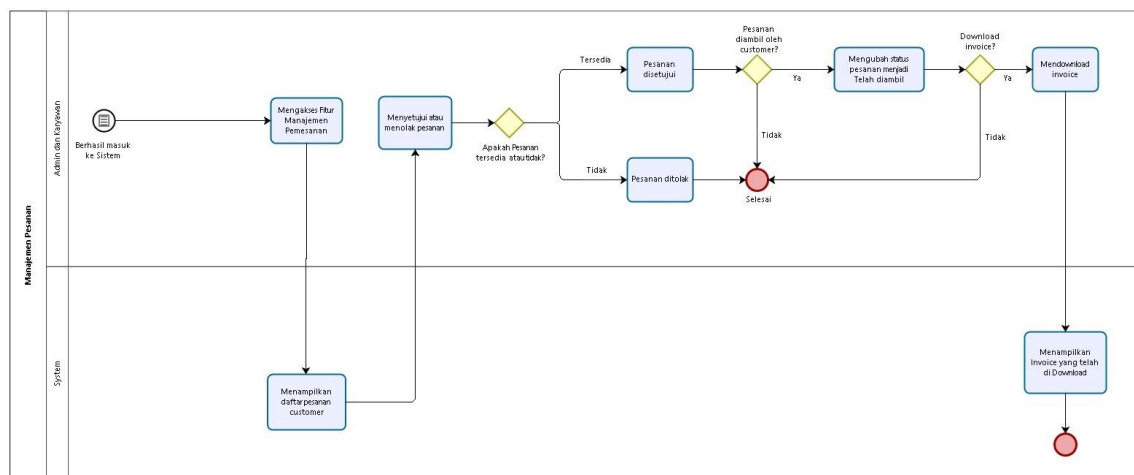 Manajemen Pesanan
Admin dan Karyawan
Berhasil masuk
ke Sistem
Mengakses Fitur
Manajemen
Pemesanan
Menyetujui atau
menolak pesanan
Apakah Pesanan
tersedia atau tidak?
Tersedia
Tidak
Pesanan
disetujui
Pesanan ditolak
Pesanan
diambil oleh
customer?
Ya
Tidak
Selesai
Mengubah status
pesanan menjadi
Telah diambil
Download
invoice?
Ya
Tidak
Mendownload
invoice
System
Menampilkan
daftar pesanan
customer
Menampilkan
Invoice yang telah
di Download